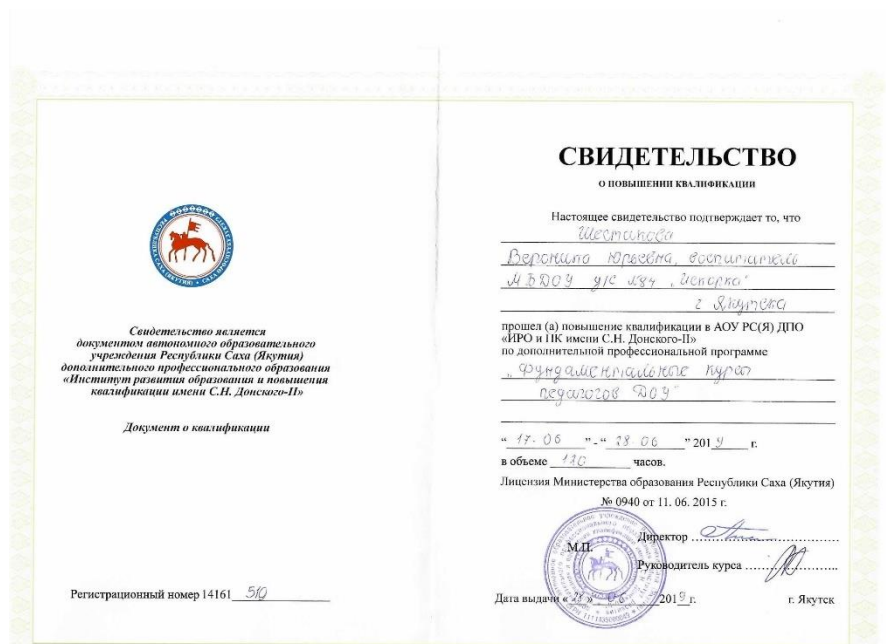 Свидетельство является
документом автономного образовательного
учреждения Республики Саха (Якутия)
дополнительного профессионального образования
«Институт развития образования и повышения
квалификации имени С.Н. Донского-II»
Документ о квалификации
Регистрационный номер 14161 510
СВИДЕТЕЛЬСТВО
О ПОВЫШЕНИИ КВАЛИФИКАЦИИ
Настоящее свидетельство подтверждает то, что
Шестакова
Вероника Юрьевна, воспитатель
МБДОУ д/с №84 „Искорка"
г Якутска
прошел (а) повышение квалификации в АОУ РС(Я) ДПО
«ИРО и ПК имени С.Н. Донского-II»
по дополнительной профессиональной программе
„Фундаментальные курсы
педагогов ДОУ"
" 17-06 " - " 28-06 " 2019 г.
в объеме 120 часов.
Лицензия Министерства образования Республики Саха (Якутия)
№ 0940 от 11. 06. 2015 г.
Директор
М.П.
Руководитель курса
Дата выдачи « 28 » 06 2019 г. г. Якутск